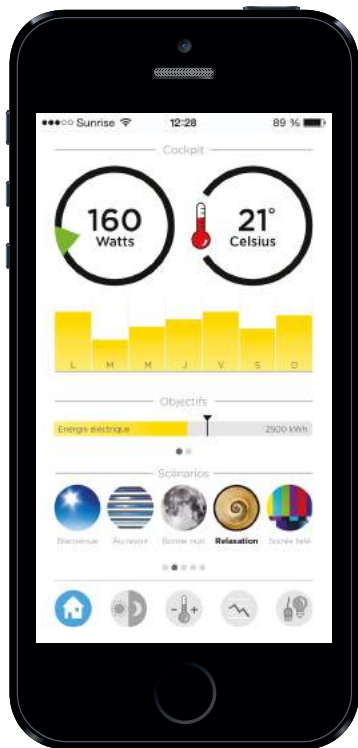 ●●●○○ Sunrise 12:28 89 %
Cockpit
160
Watts
21°
Celsius
L M M J V S D
Objectifs
Energie électrique 2900 kWh
Scénarios
Bienvenue Au revoir Bonne nuit Relaxation Soirée télé
- +